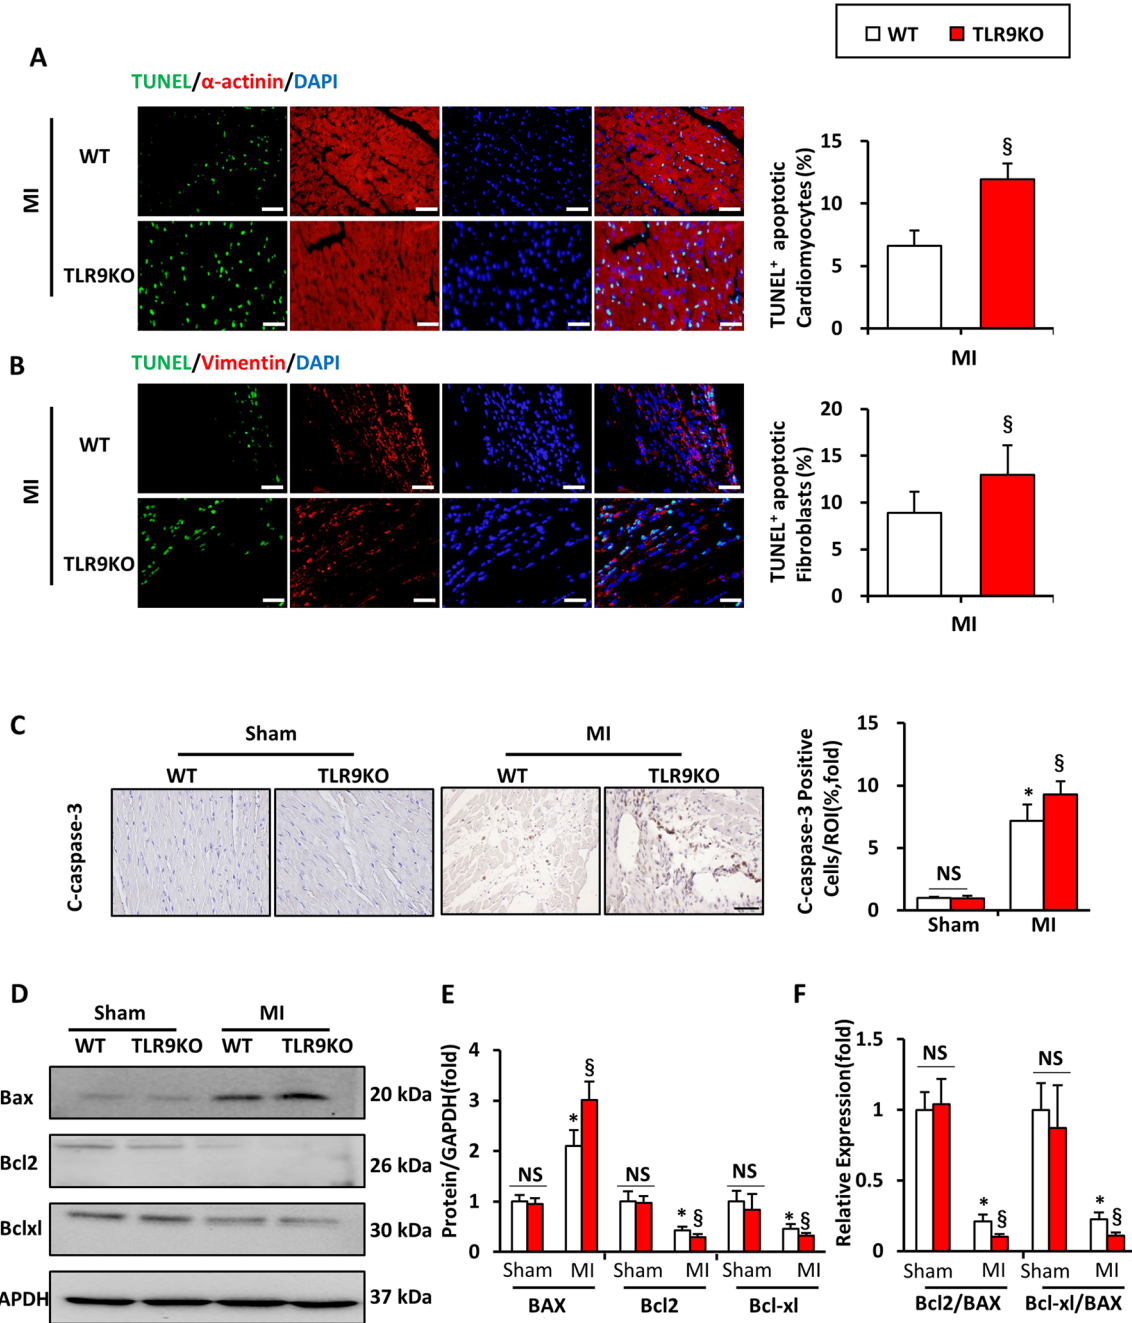 WT TLR9KO
A
TUNEL/α-actinin/DAPI
MI
WT
TLR9KO
TUNEL⁺ apoptotic
Cardiomyocytes (%)
15
10
5
0
§
MI
B
TUNEL/Vimentin/DAPI
MI
WT
TLR9KO
TUNEL⁺ apoptotic
Fibroblasts (%)
20
15
10
5
0
§
MI
C
Sham MI
WT TLR9KO WT TLR9KO
C-caspase-3
C-caspase-3 Positive
Cells/ROI(%,fold)
15
10
5
0
NS
*
§
Sham MI
D
Sham MI
WT TLR9KO WT TLR9KO
Bax 20 kDa
Bcl2 26 kDa
Bclxl 30 kDa
APDH 37 kDa
E
Protein/GAPDH(fold)
4
3
2
1
0
NS * § NS * § NS * §
Sham MI Sham MI Sham MI
BAX Bcl2 Bcl-xl
F
Relative Expression(fold)
1.5
1
0.5
0
NS * § NS * §
Sham MI Sham MI
Bcl2/BAX Bcl-xl/BAX